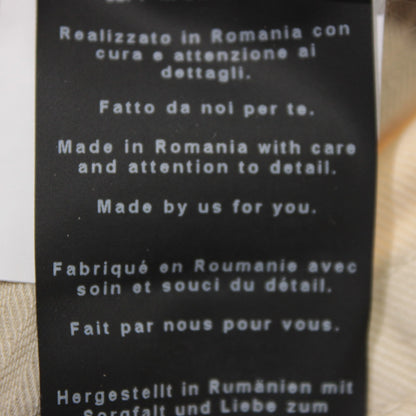 Realizzato in Romania con
cura e attenzione ai
dettagli.
Fatto da noi per te.
Made in Romania with care
and attention to detail.
Made by us for you.
Fabriqué en Roumanie avec
soin et souci du détail.
Fait par nous pour vous.
Hergestellt in Rumänien mit
Sorgfalt und Liebe zum